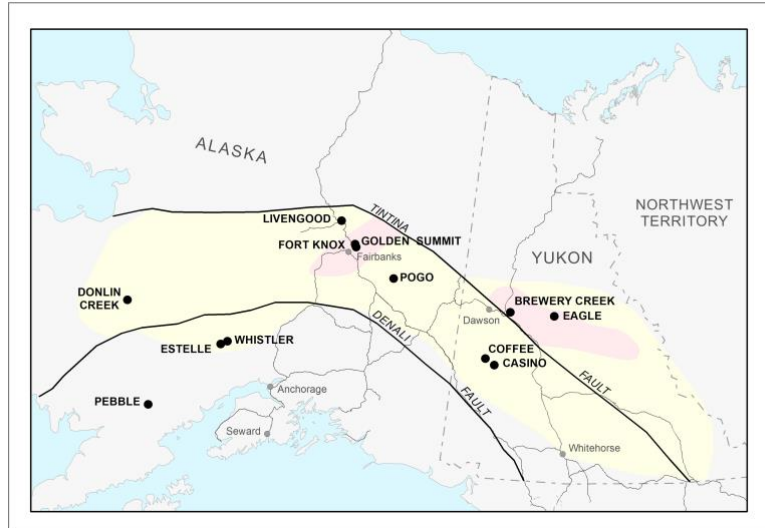 ALASKA
NORTHWEST
TERRITORY
LIVENGOOD
TINTINA
GOLDEN SUMMIT
FORT KNOX
Fairbanks
YUKON
POGO
DONLIN
CREEK
BREWERY CREEK
Dawson
EAGLE
DENALI
WHISTLER
ESTELLE
COFFEE
CASINO
FAULT
FAULT
Anchorage
PEBBLE
Seward
Whitehorse